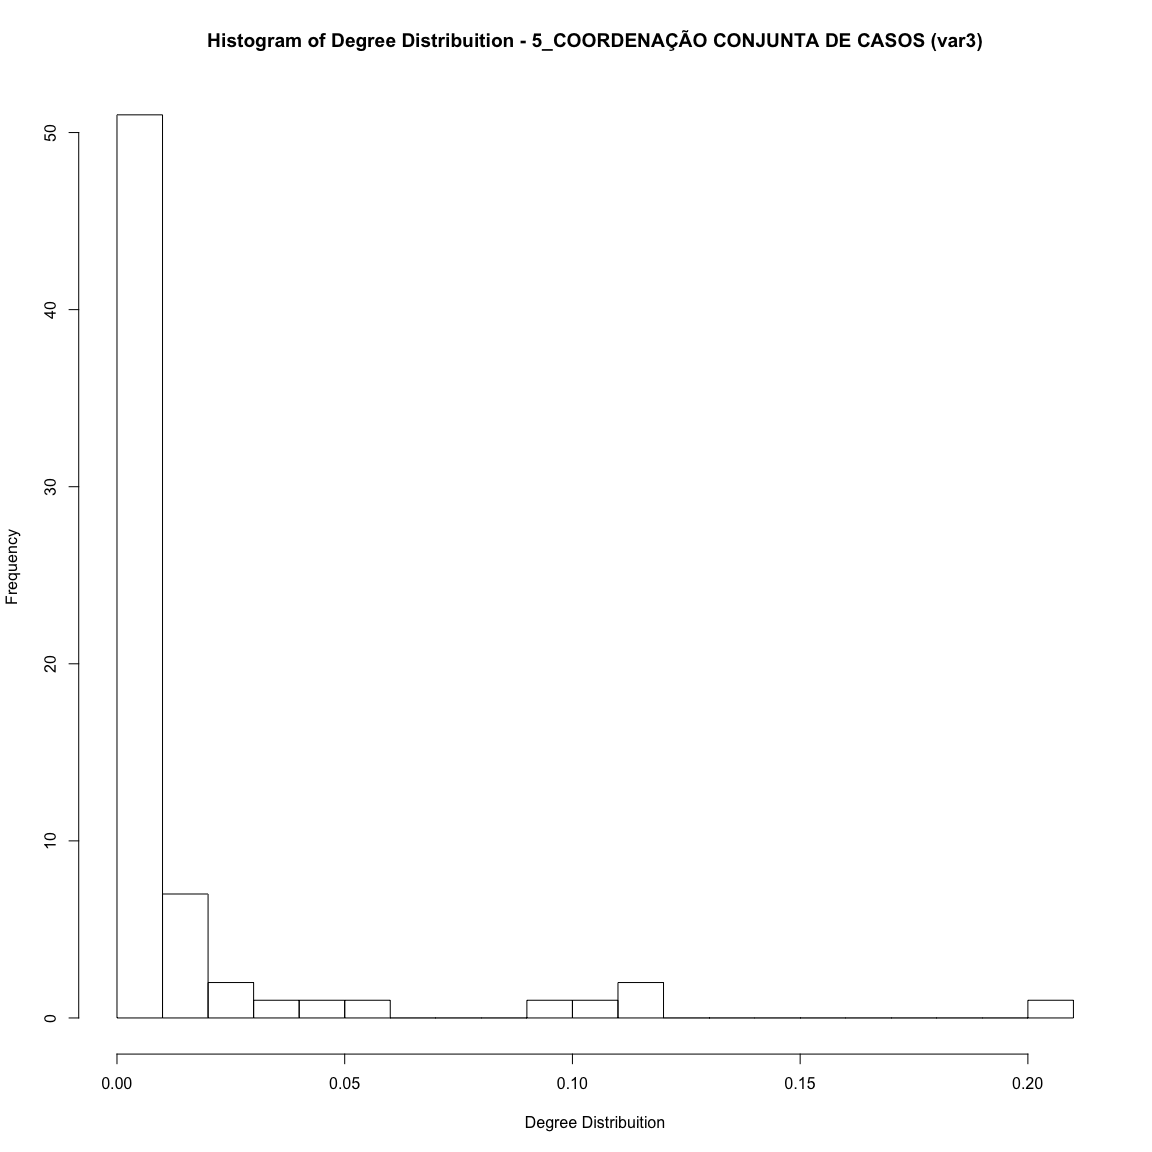 Histogram of Degree Distribuition - 5_COORDENAÇÃO CONJUNTA DE CASOS (var3)
50
40
30
20
10
0
Frequency
0.00 0.05 0.10 0.15 0.20
Degree Distribuition